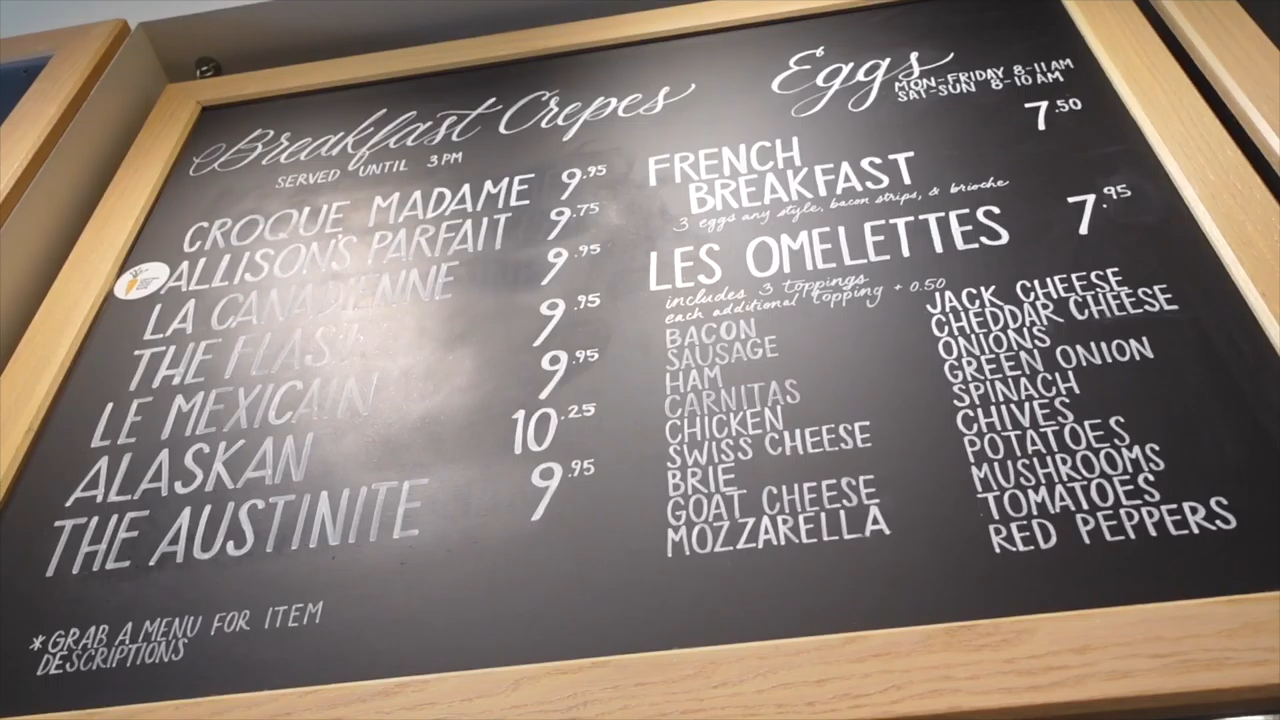 Breakfast Crepes
SERVED UNTIL 3PM
CROQUE MADAME 9.95
ALLISON'S PARFAIT 9.75
LA CANADIENNE 9.95
THE FLASH 9.95
LE MEXICAIN 9.95
ALASKAN 10.25
THE AUSTINITE 9.95
*GRAB A MENU FOR ITEM
DESCRIPTIONS
Eggs
MON-FRIDAY 8-11AM
SAT-SUN 8-10AM
7.50
FRENCH
BREAKFAST
3 eggs any style, bacon strips, & brioche
LES OMELETTES 7.95
includes 3 toppings
each additional topping + 0.50
BACON
SAUSAGE
HAM
CARNITAS
CHICKEN
SWISS CHEESE
BRIE
GOAT CHEESE
MOZZARELLA
JACK CHEESE
CHEDDAR CHEESE
ONIONS
GREEN ONION
SPINACH
CHIVES
POTATOES
MUSHROOMS
TOMATOES
RED PEPPERS